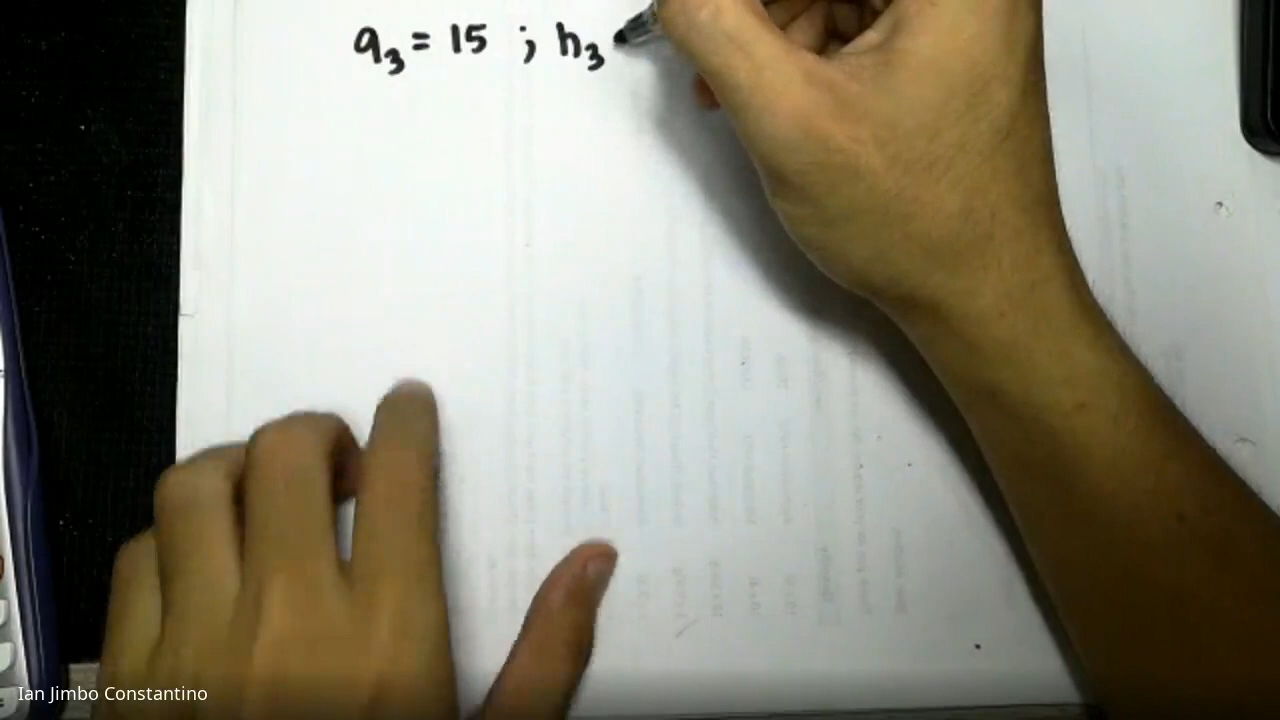 a₃ = 15 ; h₃
Ian Jimbo Constantino